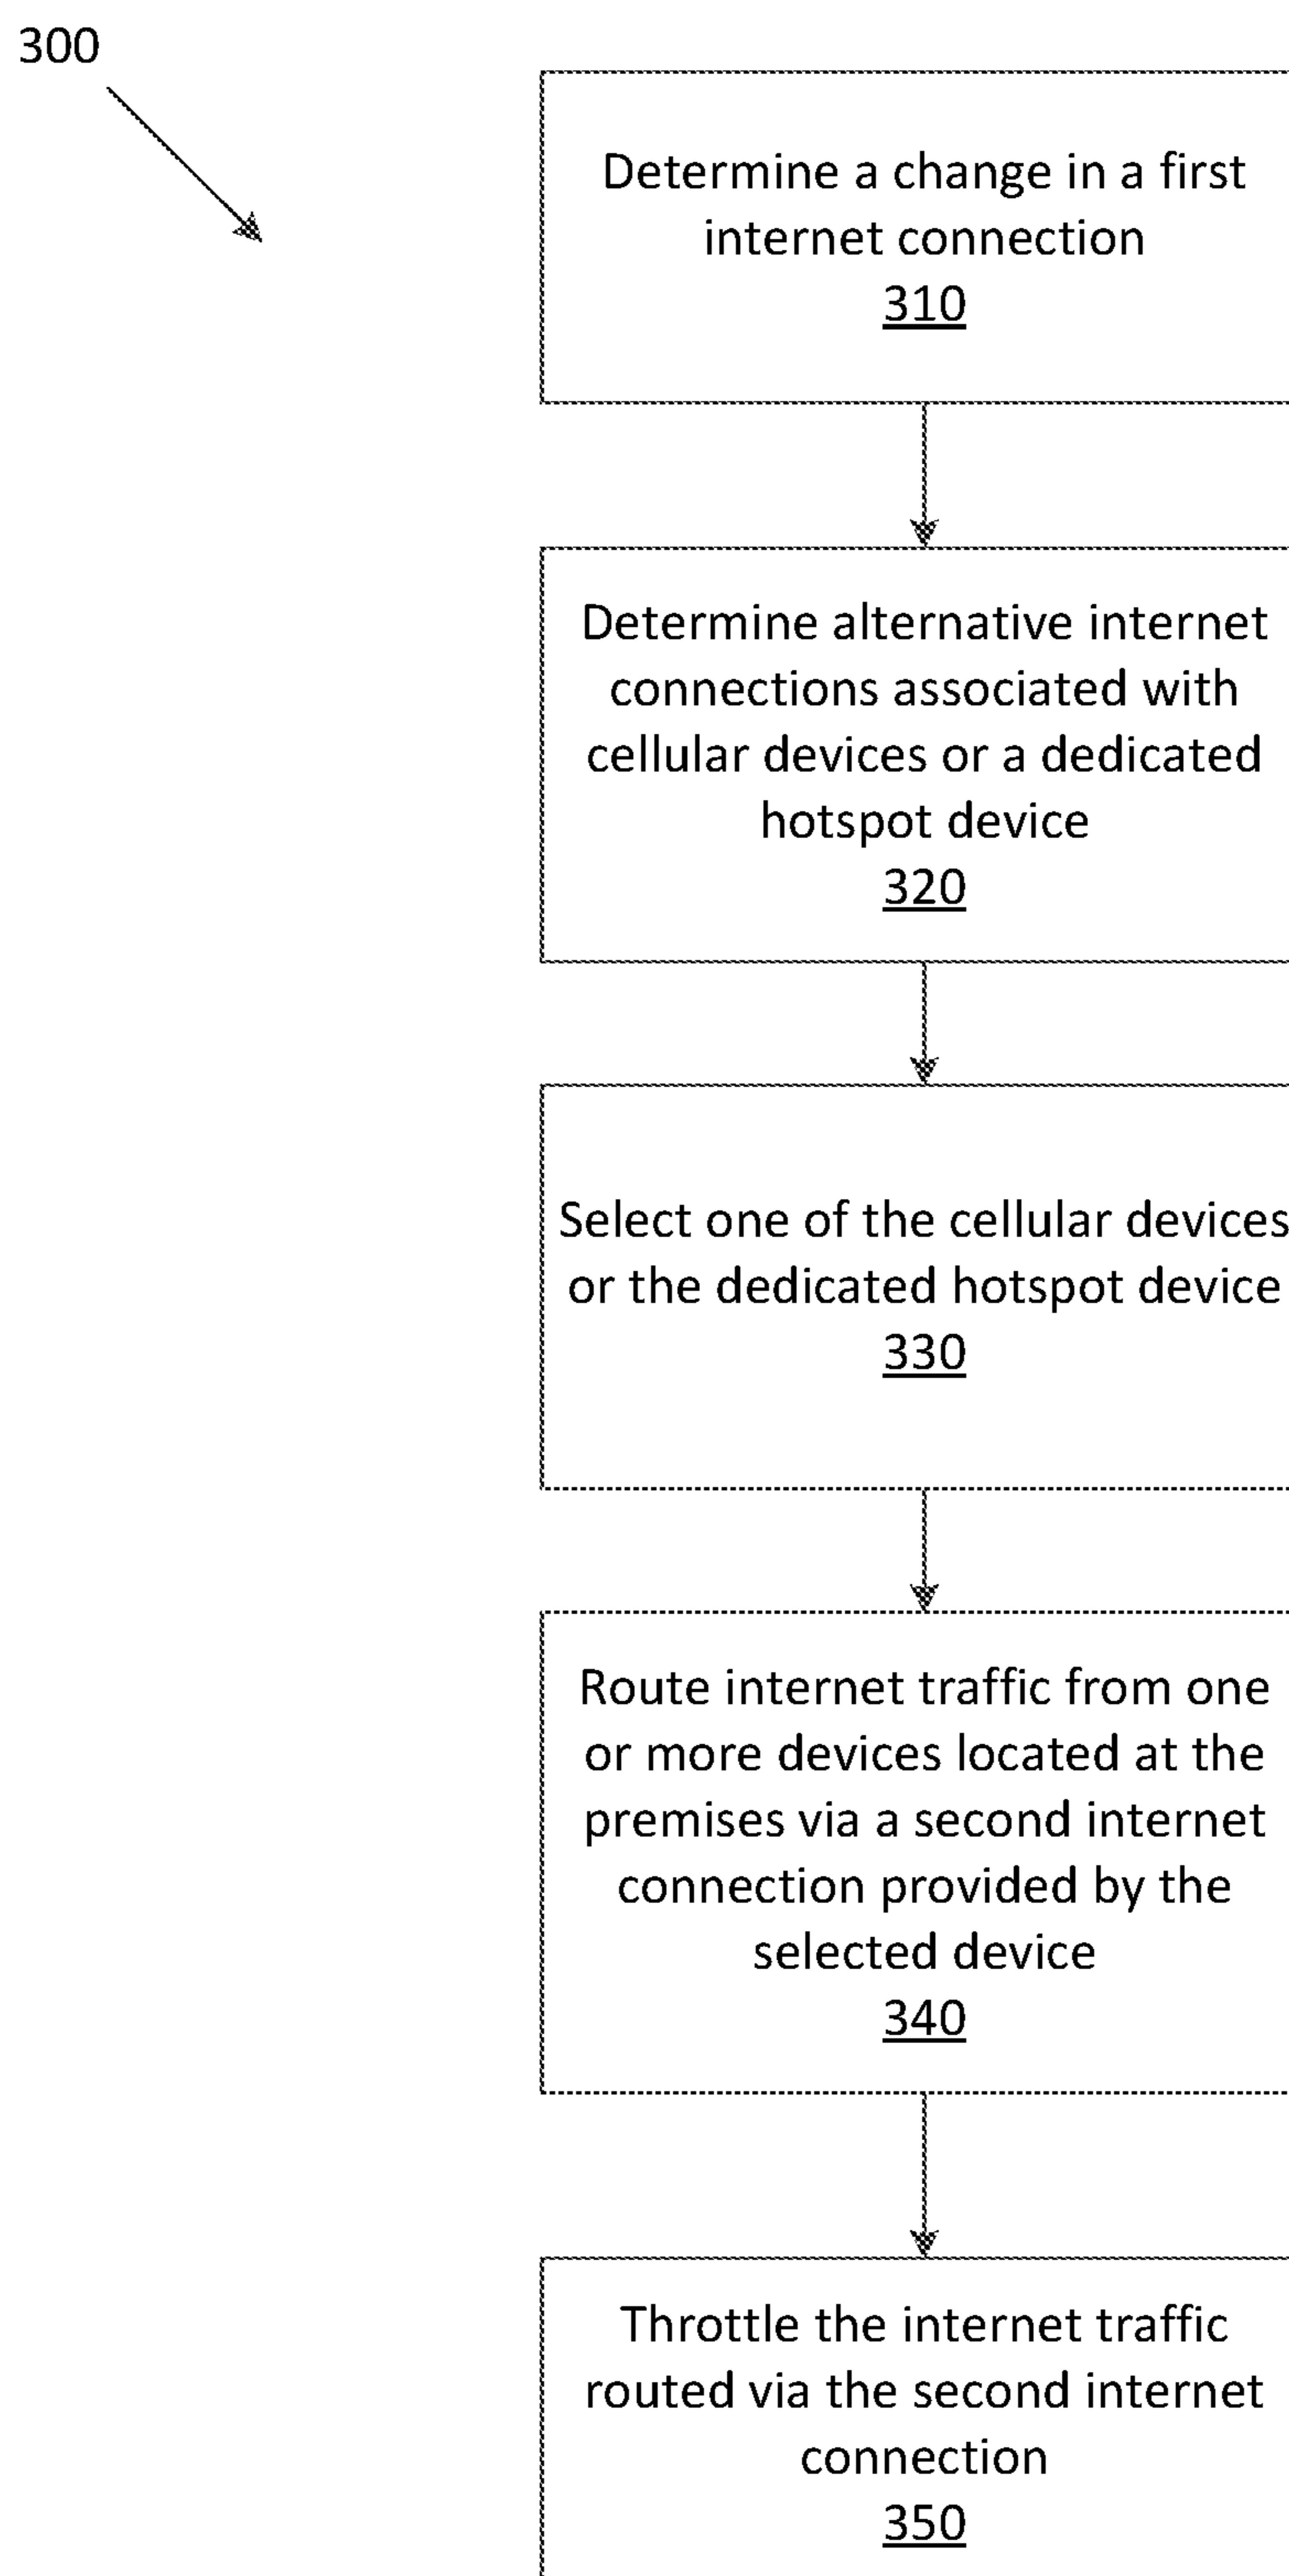 300
Determine a change in a first
internet connection
310
Determine alternative internet
connections associated with
cellular devices or a dedicated
hotspot device
320
Select one of the cellular devices
or the dedicated hotspot device
330
Route internet traffic from one
or more devices located at the
premises via a second internet
connection provided by the
selected device
340
Throttle the internet traffic
routed via the second internet
connection
350